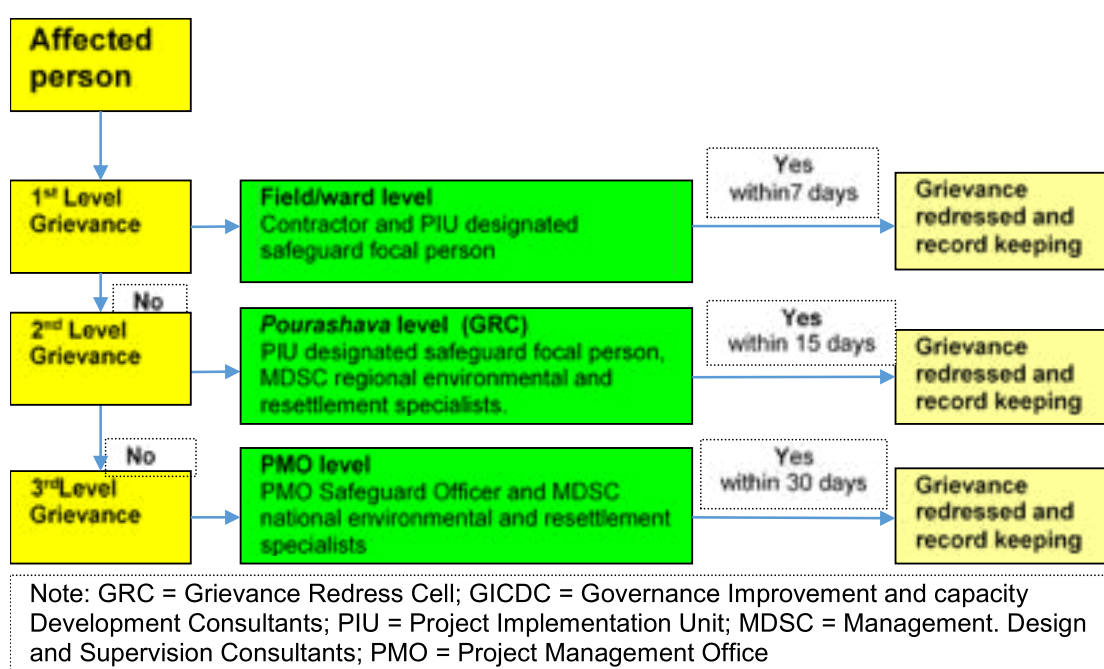 Affected
person
1st Level
Grievance
Field/ward level
Contractor and PIU designated
safeguard focal person
Yes
within7 days
Grievance
redressed and
record keeping
No
2nd Level
Grievance
Pourashava level (GRC)
PIU designated safeguard focal person,
MDSC regional environmental and
resettlement specialists.
Yes
within 15 days
Grievance
redressed and
record keeping
No
3rdLevel
Grievance
PMO level
PMO Safeguard Officer and MDSC
national environmental and resettlement
specialists
Yes
within 30 days
Grievance
redressed and
record keeping
Note: GRC = Grievance Redress Cell; GICDC = Governance Improvement and capacity
Development Consultants; PIU = Project Implementation Unit; MDSC = Management. Design
and Supervision Consultants; PMO = Project Management Office